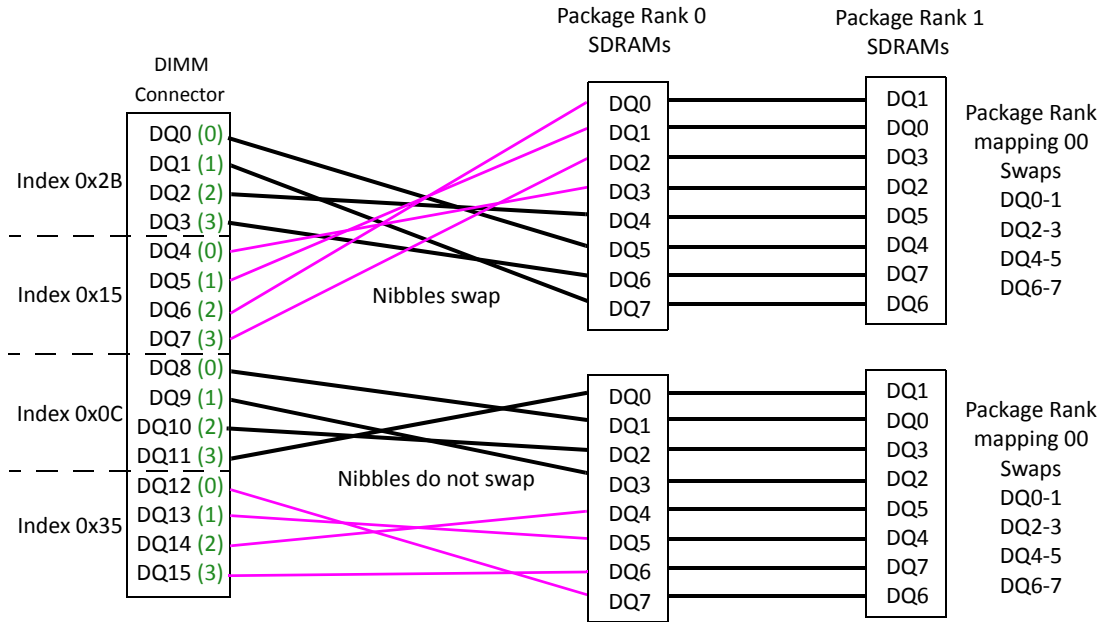 Package Rank 0
SDRAMs
Package Rank 1
SDRAMs
DIMM
Connector
Index 0x2B
DQ0 (0)
DQ1 (1)
DQ2 (2)
DQ3 (3)
Index 0x15
DQ4 (0)
DQ5 (1)
DQ6 (2)
DQ7 (3)
Index 0x0C
DQ8 (0)
DQ9 (1)
DQ10 (2)
DQ11 (3)
Index 0x35
DQ12 (0)
DQ13 (1)
DQ14 (2)
DQ15 (3)
Nibbles swap
Nibbles do not swap
DQ0
DQ1
DQ2
DQ3
DQ4
DQ5
DQ6
DQ7
DQ1
DQ0
DQ3
DQ2
DQ5
DQ4
DQ7
DQ6
Package Rank
mapping 00
Swaps
DQ0-1
DQ2-3
DQ4-5
DQ6-7
DQ0
DQ1
DQ2
DQ3
DQ4
DQ5
DQ6
DQ7
DQ1
DQ0
DQ3
DQ2
DQ5
DQ4
DQ7
DQ6
Package Rank
mapping 00
Swaps
DQ0-1
DQ2-3
DQ4-5
DQ6-7